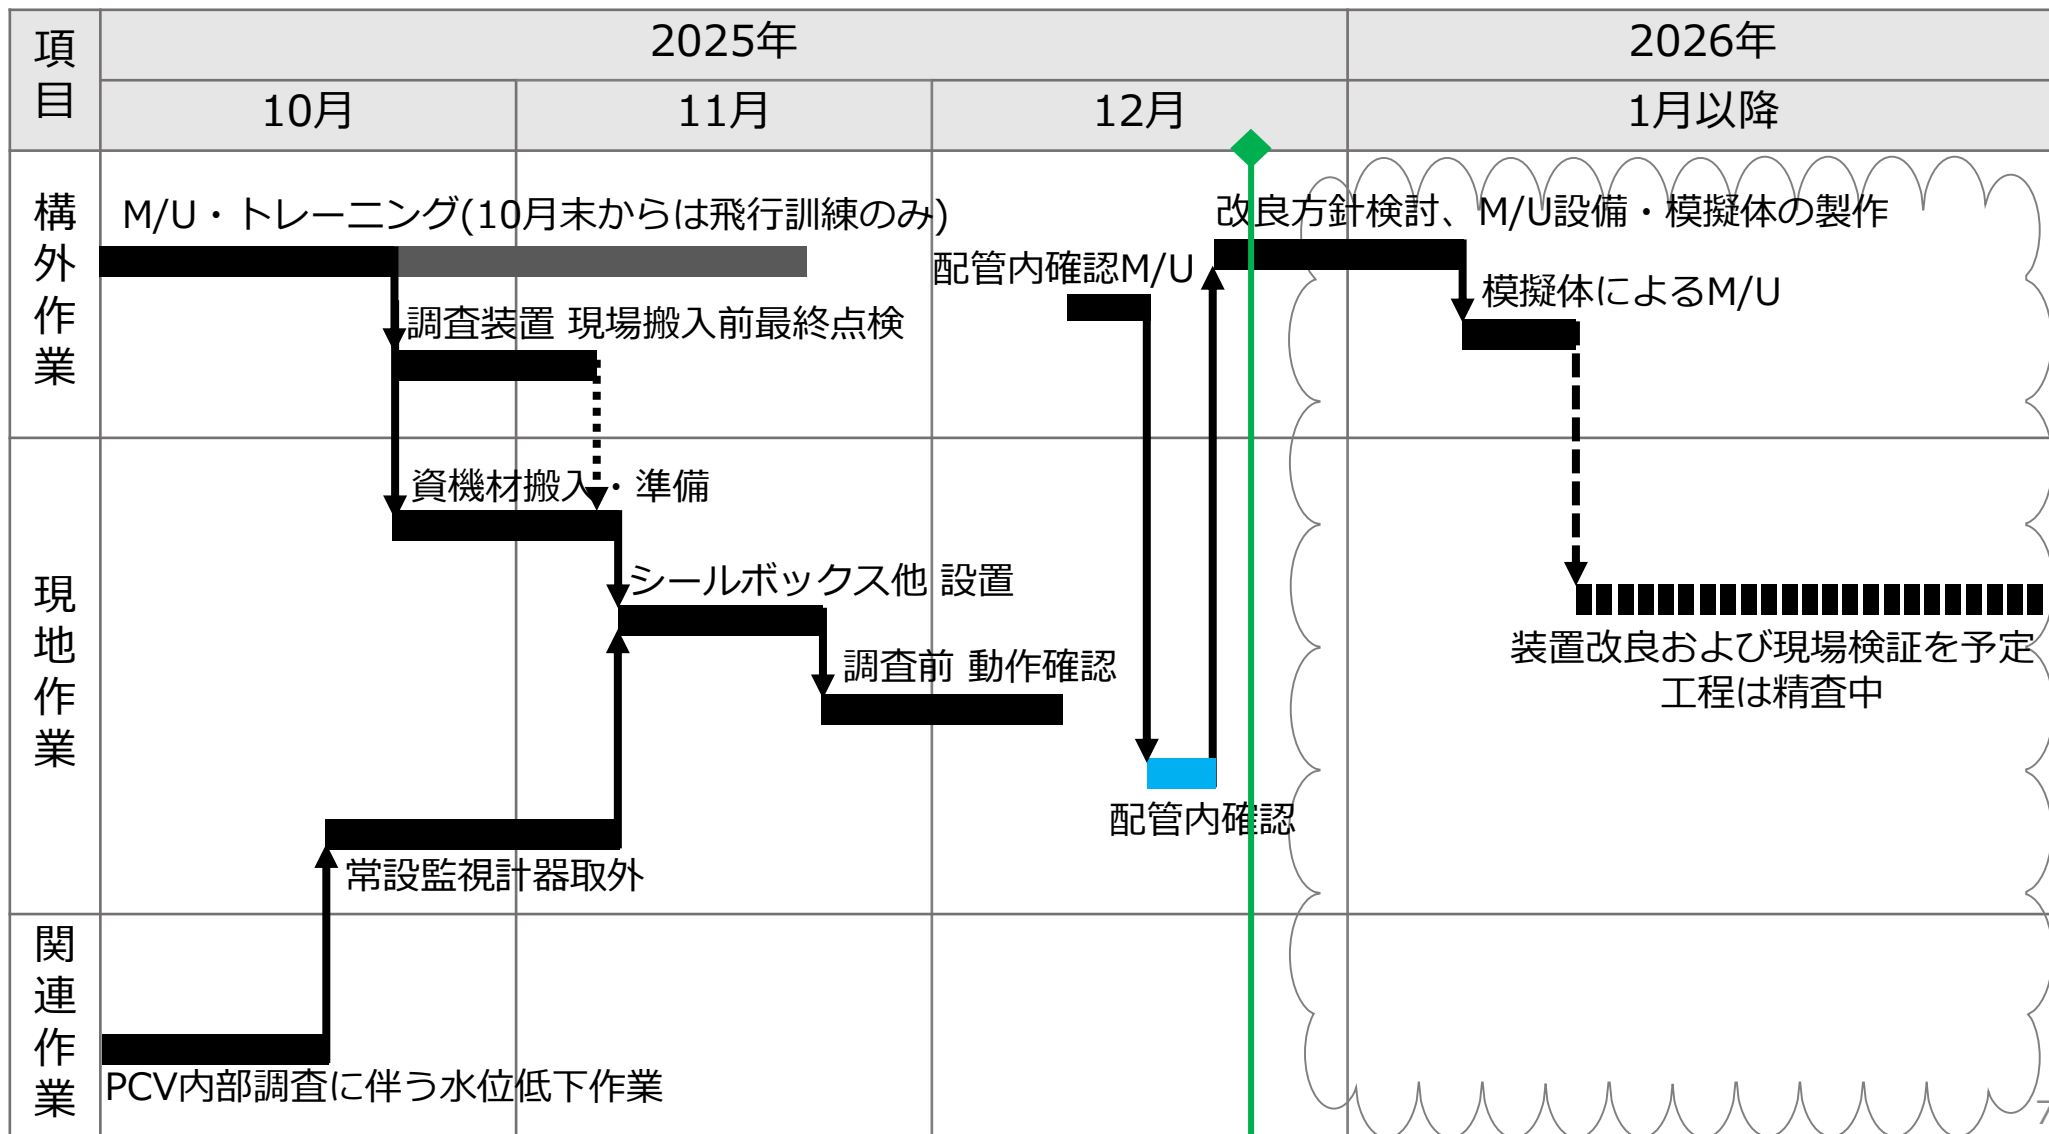 項目
2025年
2026年
10月
11月
12月
1月以降
構外作業
M/U・トレーニング(10月末からは飛行訓練のみ)
改良方針検討、M/U設備・模擬体の製作
配管内確認M/U
模擬体によるM/U
調査装置 現場搬入前最終点検
現地作業
資機材搬入・準備
シールボックス他 設置
調査前 動作確認
装置改良および現場検証を予定
工程は精査中
配管内確認
常設監視計器取外
関連作業
PCV内部調査に伴う水位低下作業
7